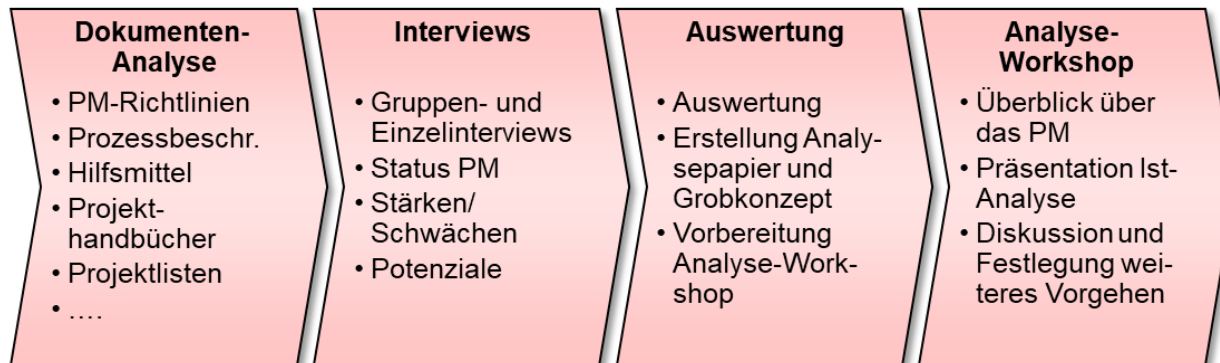 Dokumenten-
Analyse
• PM-Richtlinien
• Prozessbeschr.
• Hilfsmittel
• Projekt-
handbücher
• Projektlisten
• ....
Interviews
• Gruppen- und
Einzelinterviews
• Status PM
• Stärken/
Schwächen
• Potenziale
Auswertung
• Auswertung
• Erstellung Analy-
sepapier und
Grobkonzept
• Vorbereitung
Analyse-Work-
shop
Analyse-
Workshop
• Überblick über
das PM
• Präsentation Ist-
Analyse
• Diskussion und
Festlegung wei-
teres Vorgehen